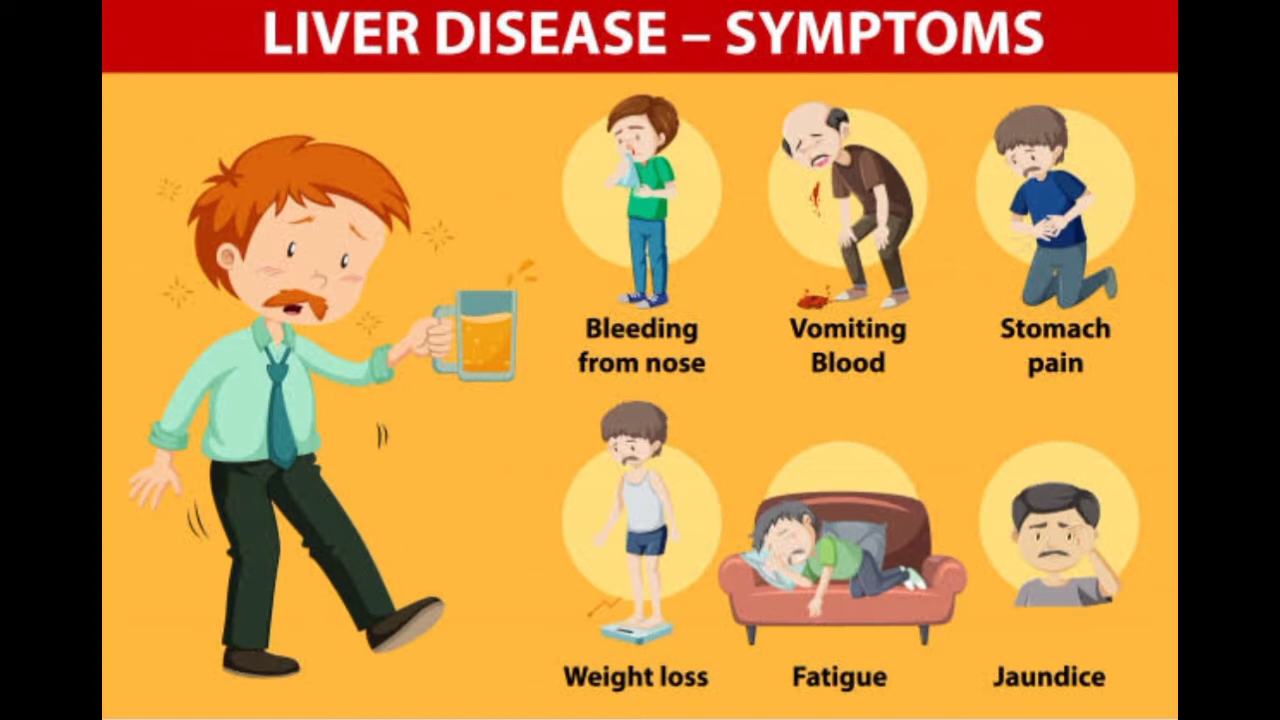 LIVER DISEASE – SYMPTOMS
Bleeding
from nose
Vomiting
Blood
Stomach
pain
Weight loss
Fatigue
Jaundice